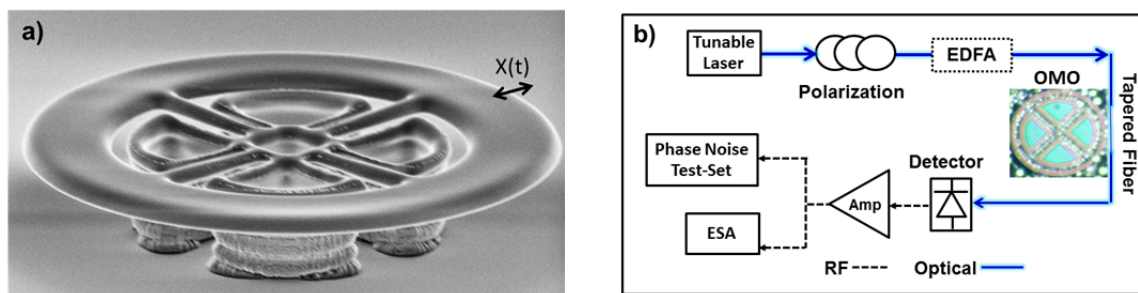 a)
X(t)
b)
Tunable
Laser
Polarization
EDFA
OMO
Tapered Fiber
Phase Noise
Test-Set
Detector
Amp
ESA
RF
Optical